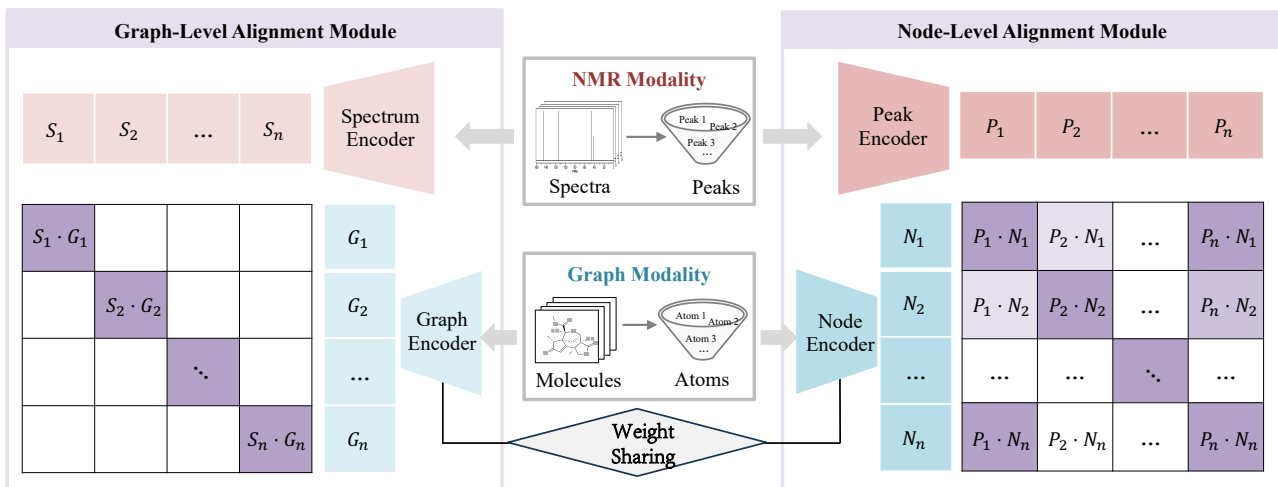 Graph-Level Alignment Module
S₁ S₂ ... Sₙ
Spectrum
Encoder
S₁ · G₁
S₂ · G₂
⋱
Sₙ · Gₙ
G₁
G₂
...
Gₙ
Graph
Encoder
NMR Modality
Peak 1
Peak 2
Peak 3
...
Spectra
Peaks
Graph Modality
Atom 1
Atom 2
Atom 3
...
Molecules
Atoms
Weight
Sharing
Node-Level Alignment Module
Peak
Encoder
P₁ P₂ ... Pₙ
Node
Encoder
N₁
N₂
...
Nₙ
P₁ · N₁ P₂ · N₁ ... Pₙ · N₁
P₁ · N₂ P₂ · N₂ ... Pₙ · N₂
... ... ⋱ ...
P₁ · Nₙ P₂ · Nₙ ... Pₙ · Nₙ